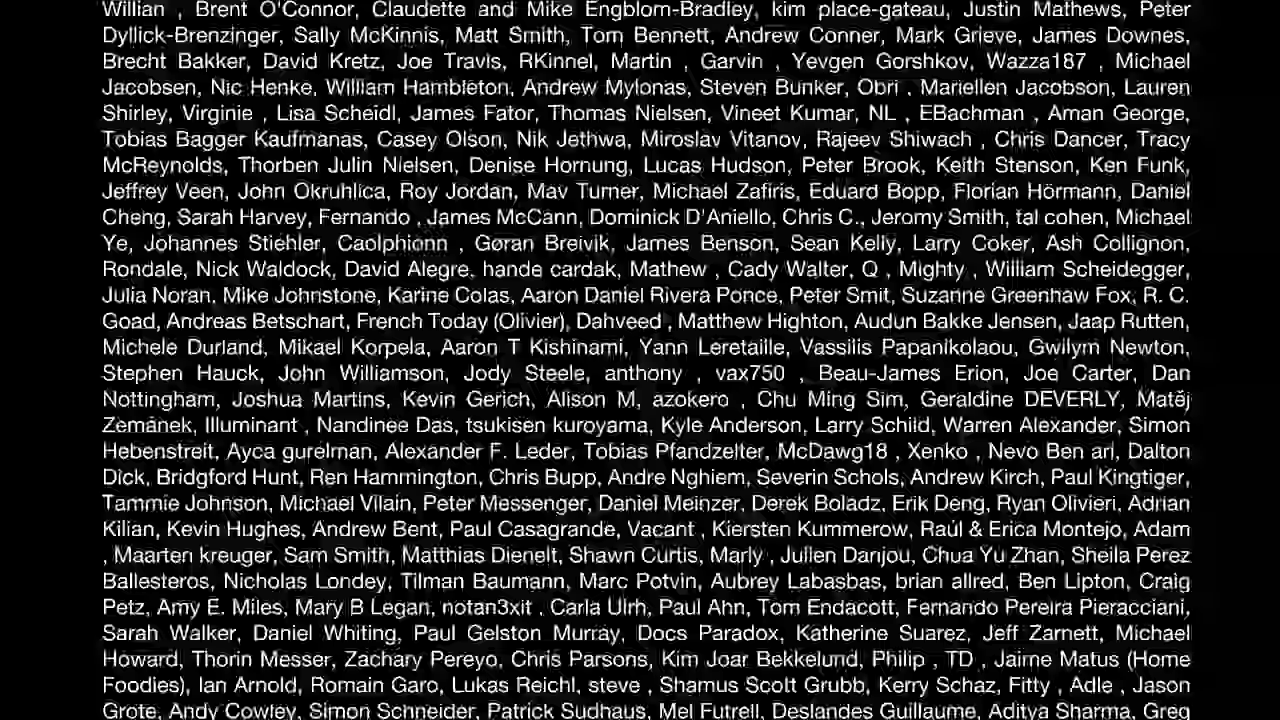 Willian , Brent O'Connor, Claudette and Mike Engblom-Bradley, kim place-gateau, Justin Mathews, Peter
Dyllick-Brenzinger, Sally McKinnis, Matt Smith, Tom Bennett, Andrew Conner, Mark Grieve, James Downes,
Brecht Bakker, David Kretz, Joe Travis, RKinnel, Martin , Garvin , Yevgen Gorshkov, Wazza187 , Michael
Jacobsen, Nic Henke, William Hambleton, Andrew Mylonas, Steven Bunker, Obri , Mariellen Jacobson, Lauren
Shirley, Virginie , Lisa Scheidl, James Fator, Thomas Nielsen, Vineet Kumar, NL , EBachman , Aman George,
Tobias Bagger Kaufmanas, Casey Olson, Nik Jethwa, Miroslav Vitanov, Rajeev Shiwach , Chris Dancer, Tracy
McReynolds, Thorben Julin Nielsen, Denise Hornung, Lucas Hudson, Peter Brook, Keith Stenson, Ken Funk,
Jeffrey Veen, John Okruhlica, Roy Jordan, Mav Turner, Michael Zafiris, Eduard Bopp, Florian Hörmann, Daniel
Cheng, Sarah Harvey, Fernando , James McCann, Dominick D'Aniello, Chris C., Jeromy Smith, tal cohen, Michael
Ye, Johannes Stiehler, Caolphionn , Gøran Breivik, James Benson, Sean Kelly, Larry Coker, Ash Collignon,
Rondale, Nick Waldock, David Alegre, hande cardak, Mathew , Cady Walter, Q , Mighty , William Scheidegger,
Julia Noran, Mike Johnstone, Karine Colas, Aaron Daniel Rivera Ponce, Peter Smit, Suzanne Greenhaw Fox, R. C.
Goad, Andreas Betschart, French Today (Olivier), Dahveed , Matthew Highton, Audun Bakke Jensen, Jaap Rutten,
Michele Durland, Mikael Korpela, Aaron T Kishinami, Yann Leretaille, Vassilis Papanikolaou, Gwilym Newton,
Stephen Hauck, John Williamson, Jody Steele, anthony , vax750 , Beau-James Erion, Joe Carter, Dan
Nottingham, Joshua Martins, Kevin Gerich, Alison M, azokero , Chu Ming Sim, Geraldine DEVERLY, Matěj
Zemánek, Illuminant , Nandinee Das, tsukisen kuroyama, Kyle Anderson, Larry Schild, Warren Alexander, Simon
Hebenstreit, Ayca gurelman, Alexander F. Leder, Tobias Pfandzelter, McDawg18 , Xenko , Nevo Ben ari, Dalton
Dick, Bridgford Hunt, Ren Hammington, Chris Bupp, Andre Nghiem, Severin Schols, Andrew Kirch, Paul Kingtiger,
Tammie Johnson, Michael Vilain, Peter Messenger, Daniel Meinzer, Derek Boladz, Erik Deng, Ryan Olivieri, Adrian
Kilian, Kevin Hughes, Andrew Bent, Paul Casagrande, Vacant , Kiersten Kummerow, Raúl & Erica Montejo, Adam
, Maarten kreuger, Sam Smith, Matthias Dienelt, Shawn Curtis, Marly , Julien Danjou, Chua Yu Zhan, Sheila Perez
Ballesteros, Nicholas Londey, Tilman Baumann, Marc Potvin, Aubrey Labasbas, brian allred, Ben Lipton, Craig
Petz, Amy E. Miles, Mary B Legan, notan3xit , Carla Ulrh, Paul Ahn, Tom Endacott, Fernando Pereira Pieracciani,
Sarah Walker, Daniel Whiting, Paul Gelston Murray, Docs Paradox, Katherine Suarez, Jeff Zarnett, Michael
Howard, Thorin Messer, Zachary Pereyo, Chris Parsons, Kim Joar Bekkelund, Philip , TD , Jaime Matus (Home
Foodies), Ian Arnold, Romain Garo, Lukas Reichl, steve , Shamus Scott Grubb, Kerry Schaz, Fitty , Adle , Jason
Grote, Andy Cowley, Simon Schneider, Patrick Sudhaus, Mel Futrell, Deslandes Guillaume, Aditya Sharma, Greg